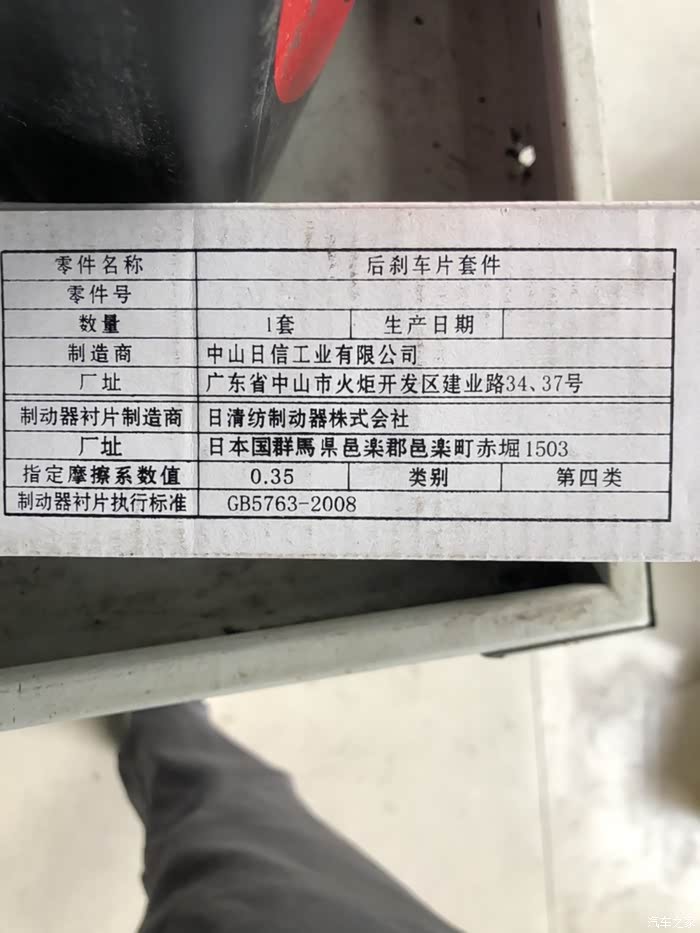 零件名称 后刹车片套件
零件号
数量 1套 生产日期
制造商 中山日信工业有限公司
厂址 广东省中山市火炬开发区建业路34、37号
制动器衬片制造商 日清纺制动器株式会社
厂址 日本国群馬県邑楽郡邑楽町赤堀1503
指定摩擦系数值 0.35 类别 第四类
制动器衬片执行标准 GB5763-2008
汽车之家